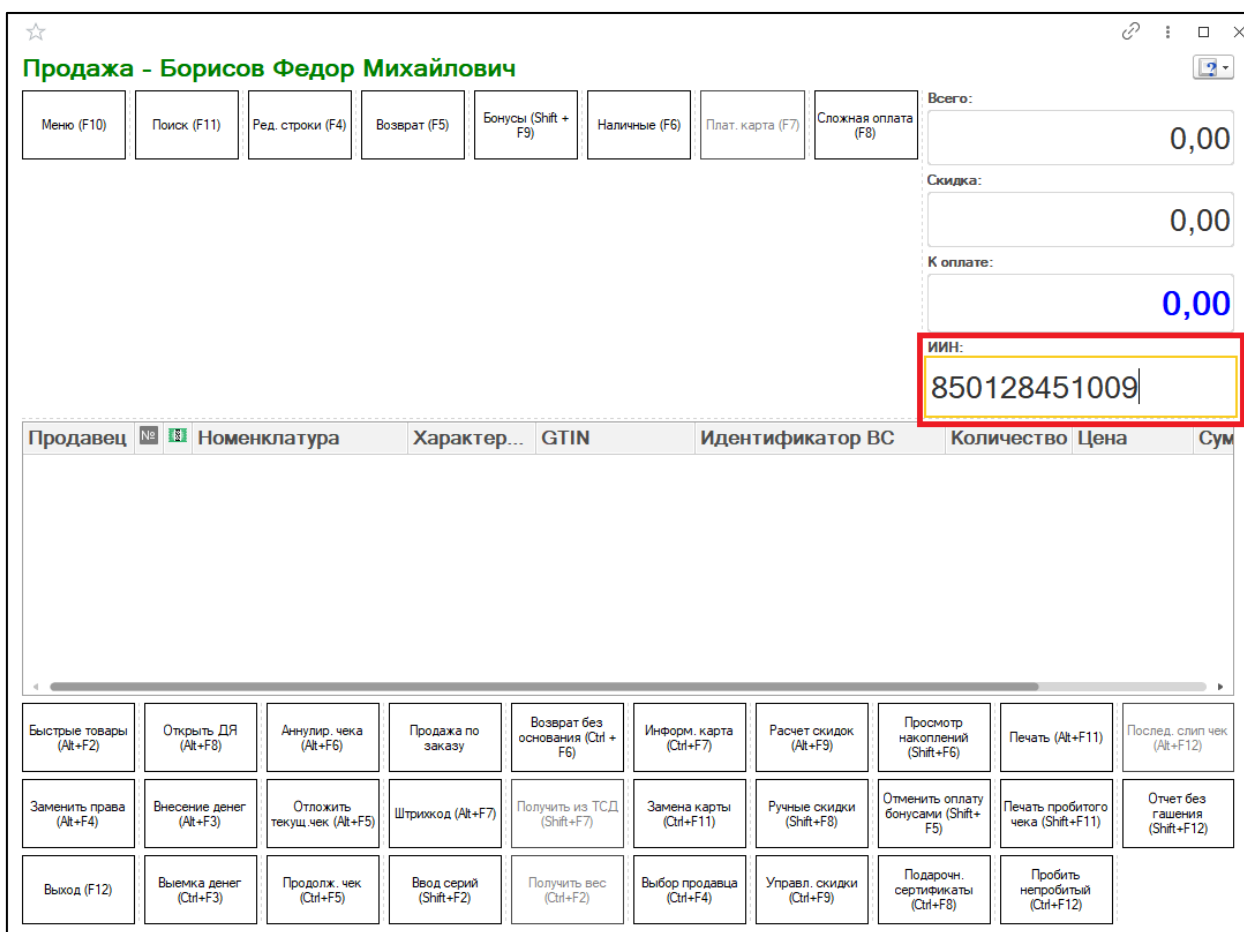 Продажа - Борисов Федор Михайлович
Меню (F10)
Поиск (F11)
Ред. строки (F4)
Возврат (F5)
Бонусы (Shift +
F9)
Наличные (F6)
Плат. карта (F7)
Сложная оплата
(F8)
Всего:
0,00
Скидка:
0,00
К оплате:
0,00
ИИН:
850128451009
Продавец № Номенклатура Характер... GTIN Идентификатор ВС Количество Цена Сум
Быстрые товары
(Alt+F2)
Открыть ДЯ
(Alt+F8)
Аннулир. чека
(Alt+F6)
Продажа по
заказу
Возврат без
основания (Ctrl +
F6)
Информ. карта
(Ctrl+F7)
Расчет скидок
(Alt+F9)
Просмотр
накоплений
(Shift+F6)
Печать (Alt+F11)
Послед. слип чек
(Alt+F12)
Заменить права
(Alt+F4)
Внесение денег
(Alt+F3)
Отложить
текущ.чек (Alt+F5)
Штрихкод (Alt+F7)
Получить из ТСД
(Shift+F7)
Замена карты
(Ctrl+F11)
Ручные скидки
(Shift+F8)
Отменить оплату
бонусами (Shift+
F5)
Печать пробитого
чека (Shift+F11)
Отчет без
гашения
(Shift+F12)
Выход (F12)
Выемка денег
(Ctrl+F3)
Продолж. чек
(Ctrl+F5)
Ввод серий
(Shift+F2)
Получить вес
(Ctrl+F2)
Выбор продавца
(Ctrl+F4)
Управл. скидки
(Ctrl+F9)
Подарочн.
сертификаты
(Ctrl+F8)
Пробить
непробитый
(Ctrl+F12)